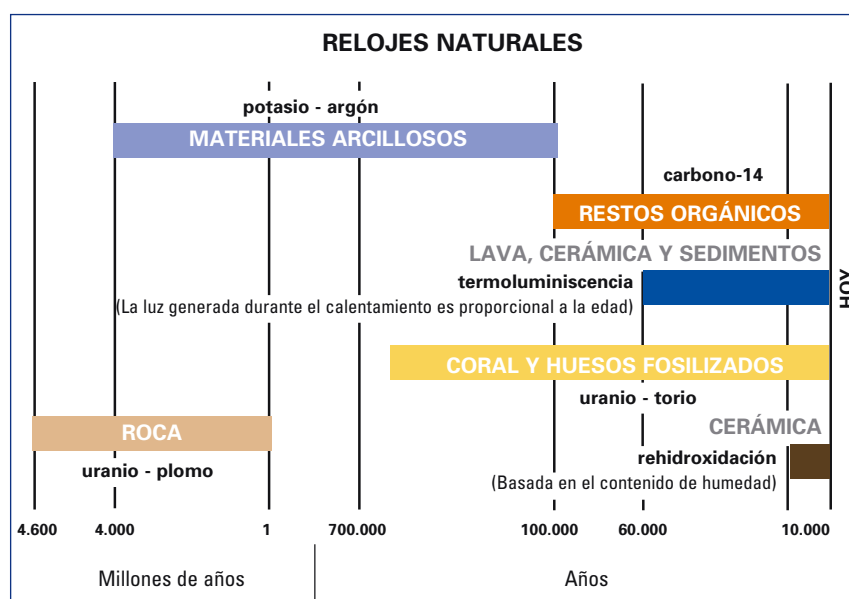 RELOJES NATURALES
potasio - argón
MATERIALES ARCILLOSOS
carbono-14
RESTOS ORGÁNICOS
LAVA, CERÁMICA Y SEDIMENTOS
termoluminiscencia
(La luz generada durante el calentamiento es proporcional a la edad)
HOY
CORAL Y HUESOS FOSILIZADOS
uranio - torio
ROCA
CERÁMICA
uranio - plomo
rehidroxidación
(Basada en el contenido de humedad)
4.600 4.000 1 700.000 100.000 60.000 10.000
Millones de años Años